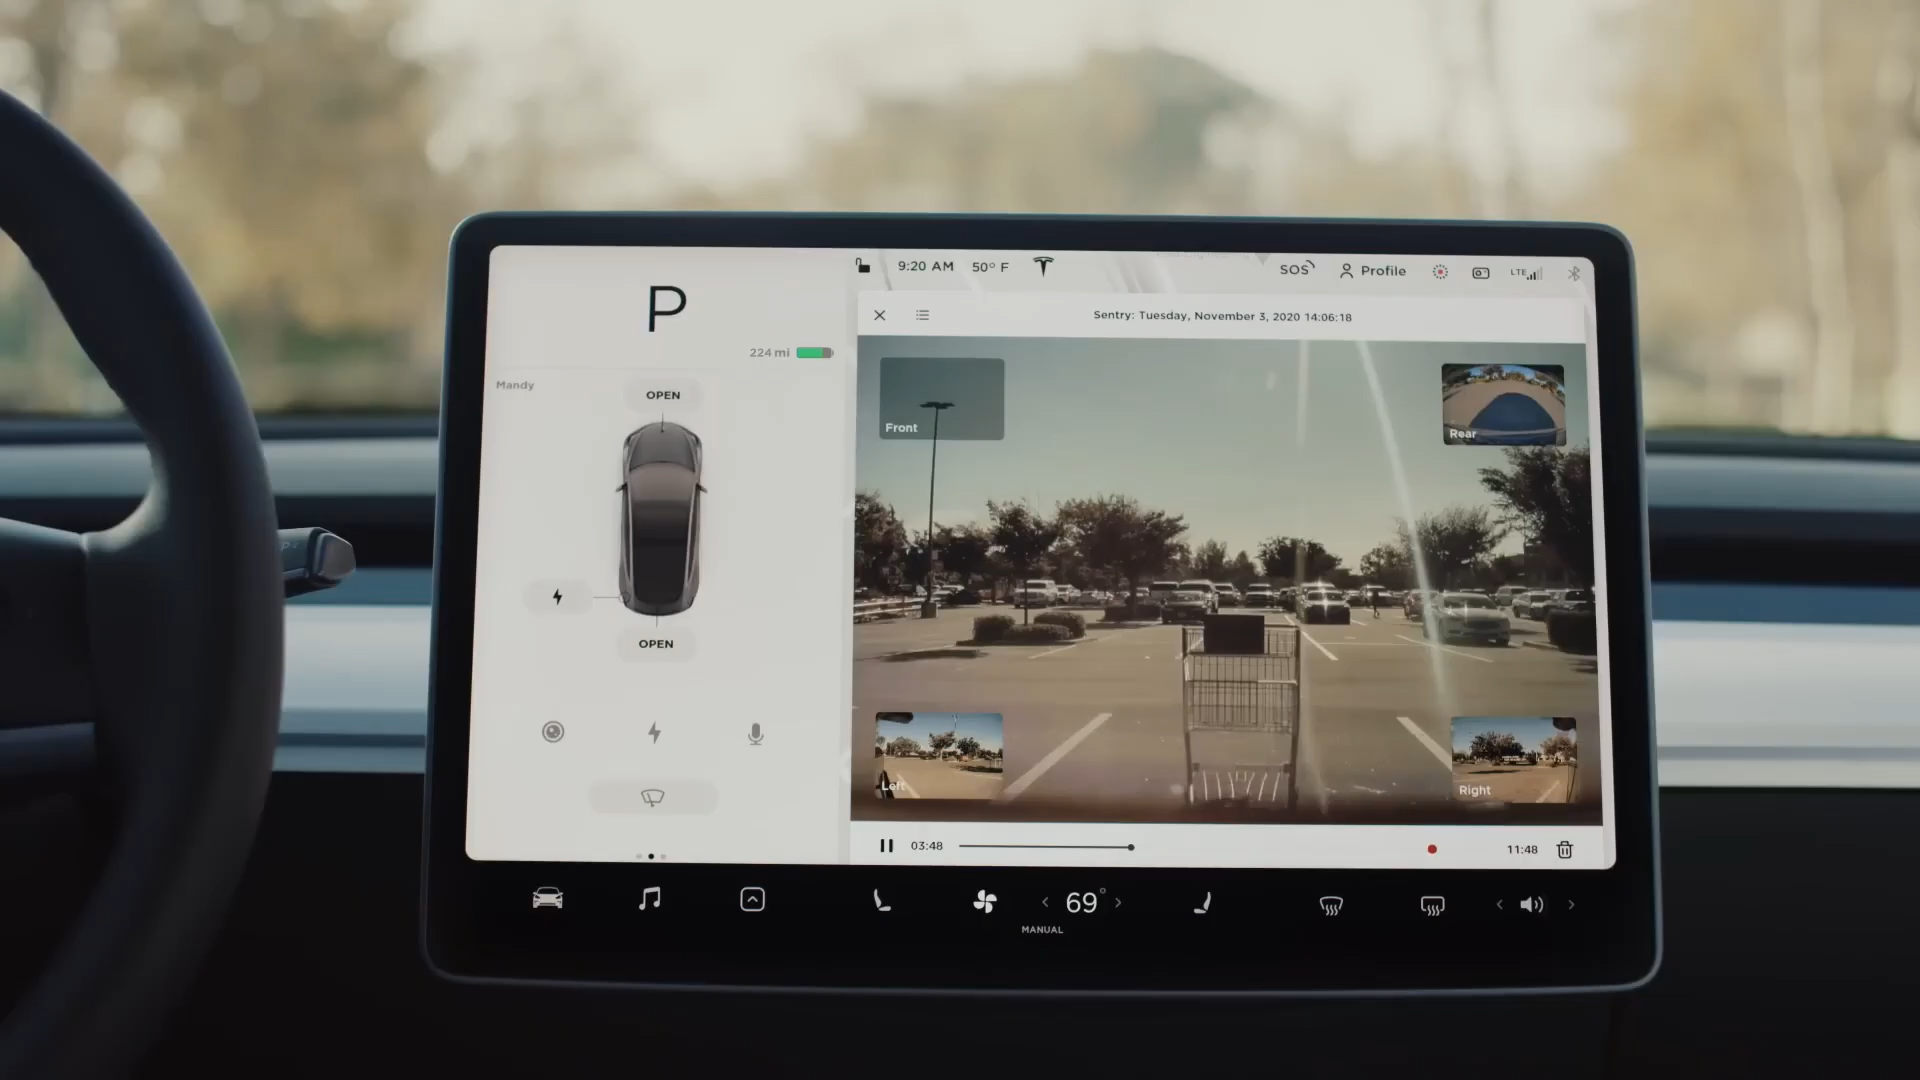 P
224 mi
Mandy
OPEN
OPEN
9:20 AM 50° F
SOS Profile LTE
Sentry: Tuesday, November 3, 2020 14:06:18
Front
Rear
Left
Right
03:48
11:48
69°
MANUAL